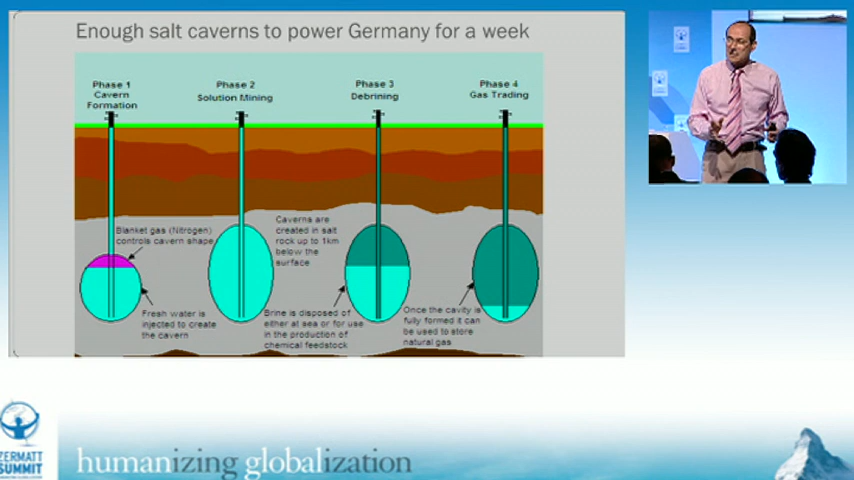 Enough salt caverns to power Germany for a week
Phase 1
Cavern
Formation
Phase 2
Solution Mining
Phase 3
Debrining
Phase 4
Gas Trading
Blanket gas (Nitrogen)
controls cavern shape
Fresh water is
injected to create
the cavern
Caverns are
created in salt
rock up to 1km
below the
surface
Brine is disposed of
either at sea or for use
in the production of
chemical feedstock
Once the cavity is
fully formed it can
be used to store
natural gas
ZERMATT
SUMMIT
humanizing globalization